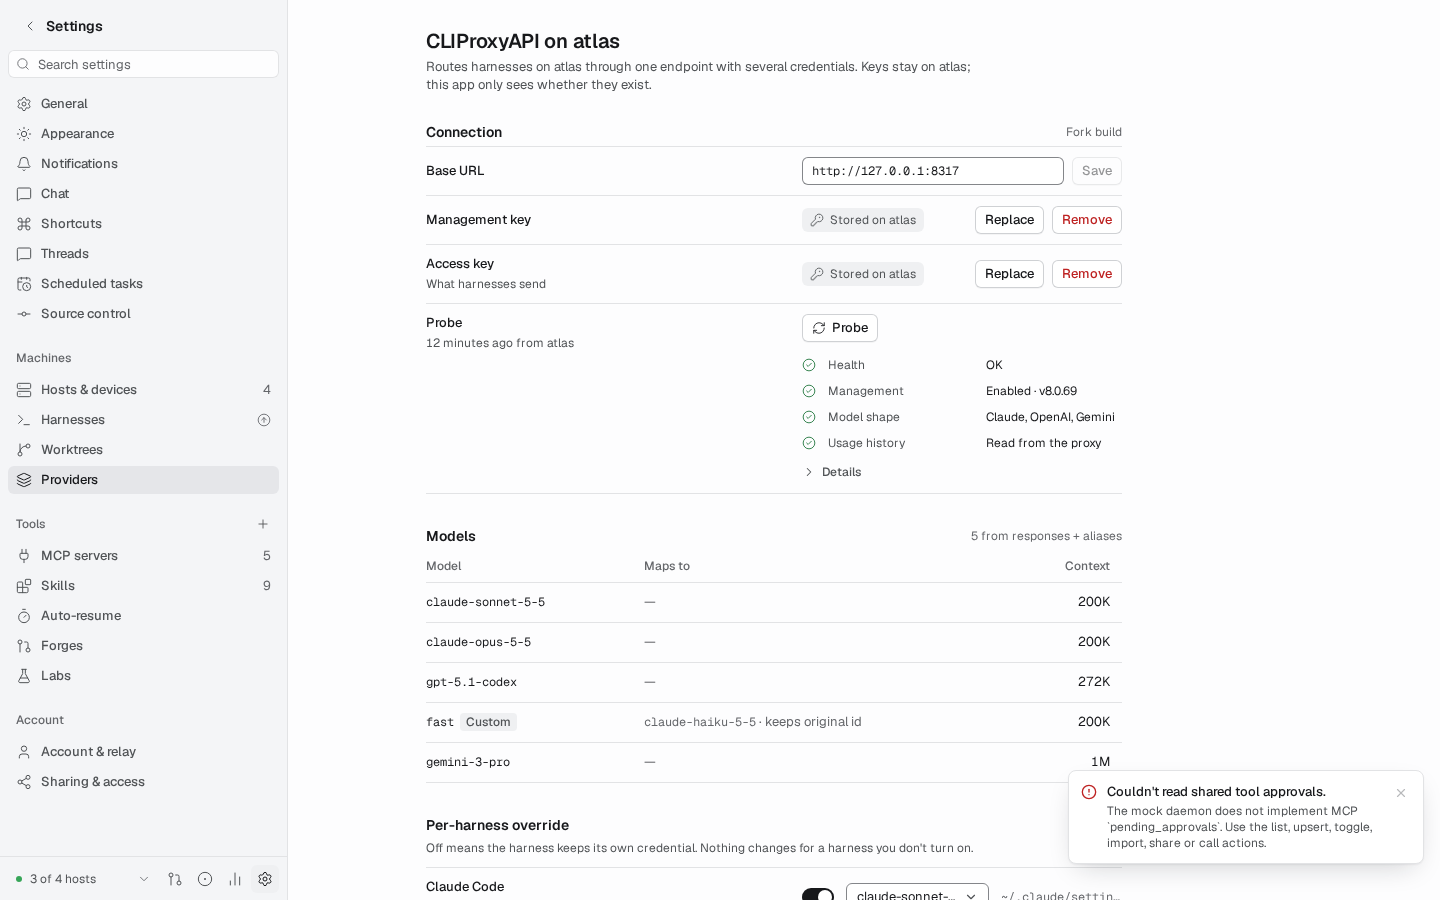 Settings
Search settings
General
Appearance
Notifications
Chat
Shortcuts
Threads
Scheduled tasks
Source control
Machines
Hosts & devices 4
Harnesses
Worktrees
Providers
Tools
MCP servers 5
Skills 9
Auto-resume
Forges
Labs
Account
Account & relay
Sharing & access
3 of 4 hosts
CLIProxyAPI on atlas
Routes harnesses on atlas through one endpoint with several credentials. Keys stay on atlas;
this app only sees whether they exist.
Connection Fork build
Base URL http://127.0.0.1:8317 Save
Management key Stored on atlas Replace Remove
Access key
What harnesses send
Stored on atlas Replace Remove
Probe
12 minutes ago from atlas
Probe
Health OK
Management Enabled · v8.0.69
Model shape Claude, OpenAI, Gemini
Usage history Read from the proxy
Details
Models 5 from responses + aliases
Model Maps to Context
claude-sonnet-5-5 — 200K
claude-opus-5-5 — 200K
gpt-5.1-codex — 272K
fast Custom claude-haiku-5-5 · keeps original id 200K
gemini-3-pro — 1M
Per-harness override
Off means the harness keeps its own credential. Nothing changes for a harness you don't turn on.
Claude Code claude-sonnet-… ~/.claude/settin…
Couldn't read shared tool approvals.
The mock daemon does not implement MCP
`pending_approvals`. Use the list, upsert, toggle,
import, share or call actions.